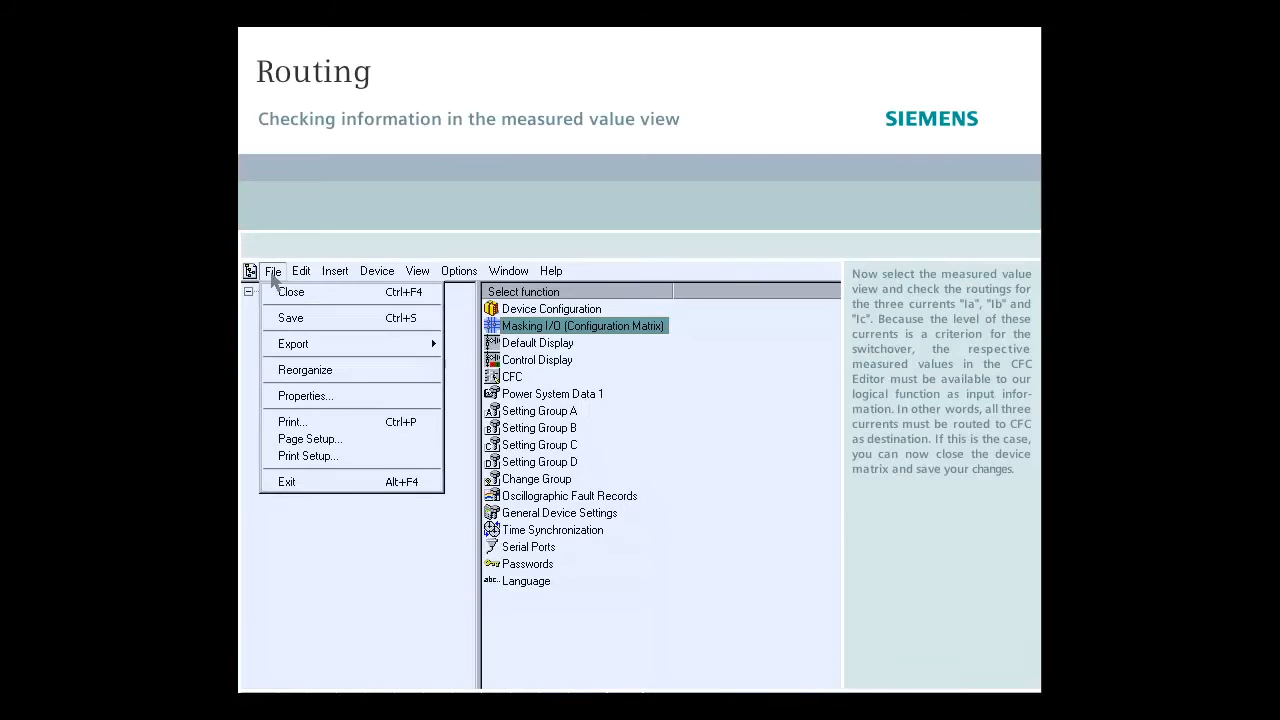 Routing
Checking information in the measured value view
SIEMENS
File Edit Insert Device View Options Window Help
Close Ctrl+F4
Save Ctrl+S
Export
Reorganize
Properties...
Print... Ctrl+P
Page Setup...
Print Setup...
Exit Alt+F4
Select function
Device Configuration
Masking I/O (Configuration Matrix)
Default Display
Control Display
CFC
Power System Data 1
Setting Group A
Setting Group B
Setting Group C
Setting Group D
Change Group
Oscillographic Fault Records
General Device Settings
Time Synchronization
Serial Ports
Passwords
abc.. Language
Now select the measured value
view and check the routings for
the three currents "Ia", "Ib" and
"Ic". Because the level of these
currents is a criterion for the
switchover, the respective
measured values in the CFC
Editor must be available to our
logical function as input infor-
mation. In other words, all three
currents must be routed to CFC
as destination. If this is the case,
you can now close the device
matrix and save your changes.